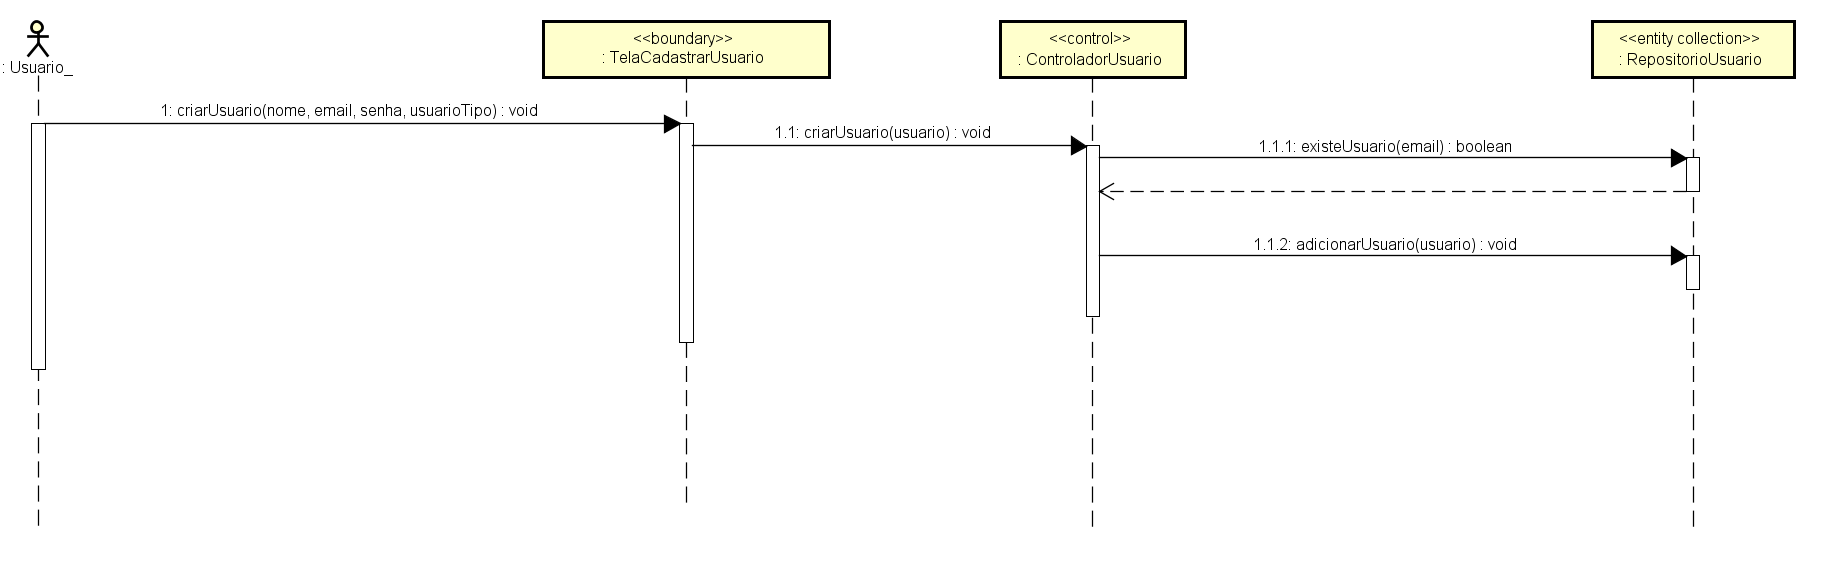 : Usuario_
<<boundary>>
: TelaCadastrarUsuario
<<control>>
: ControladorUsuario
<<entity collection>>
: RepositorioUsuario
1: criarUsuario(nome, email, senha, usuarioTipo) : void
1.1: criarUsuario(usuario) : void
1.1.1: existeUsuario(email) : boolean
1.1.2: adicionarUsuario(usuario) : void